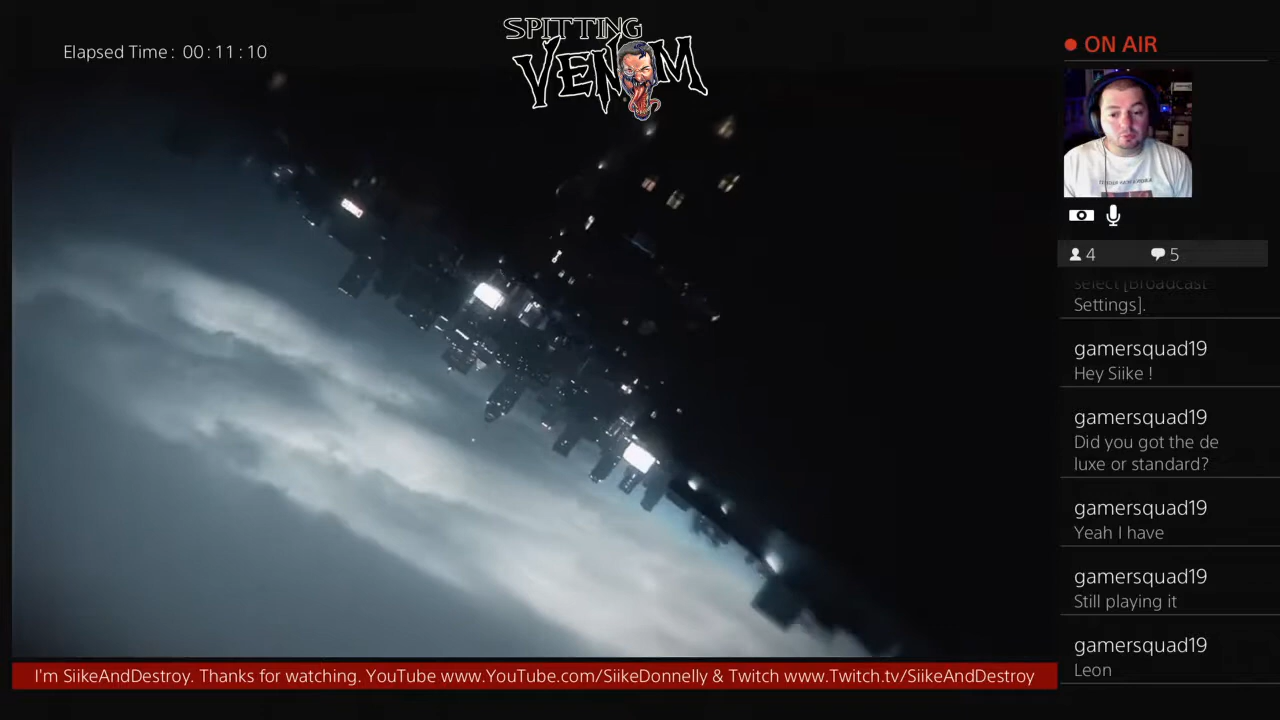 Elapsed Time: 00:11:10
SPITTING
VENOM
ON AIR
4
5
select [Broadcast
Settings].
gamersquad19
Hey Siike !
gamersquad19
Did you got the de
luxe or standard?
gamersquad19
Yeah I have
gamersquad19
Still playing it
gamersquad19
Leon
I'm SiikeAndDestroy. Thanks for watching. YouTube www.YouTube.com/SiikeDonnelly & Twitch www.Twitch.tv/SiikeAndDestroy